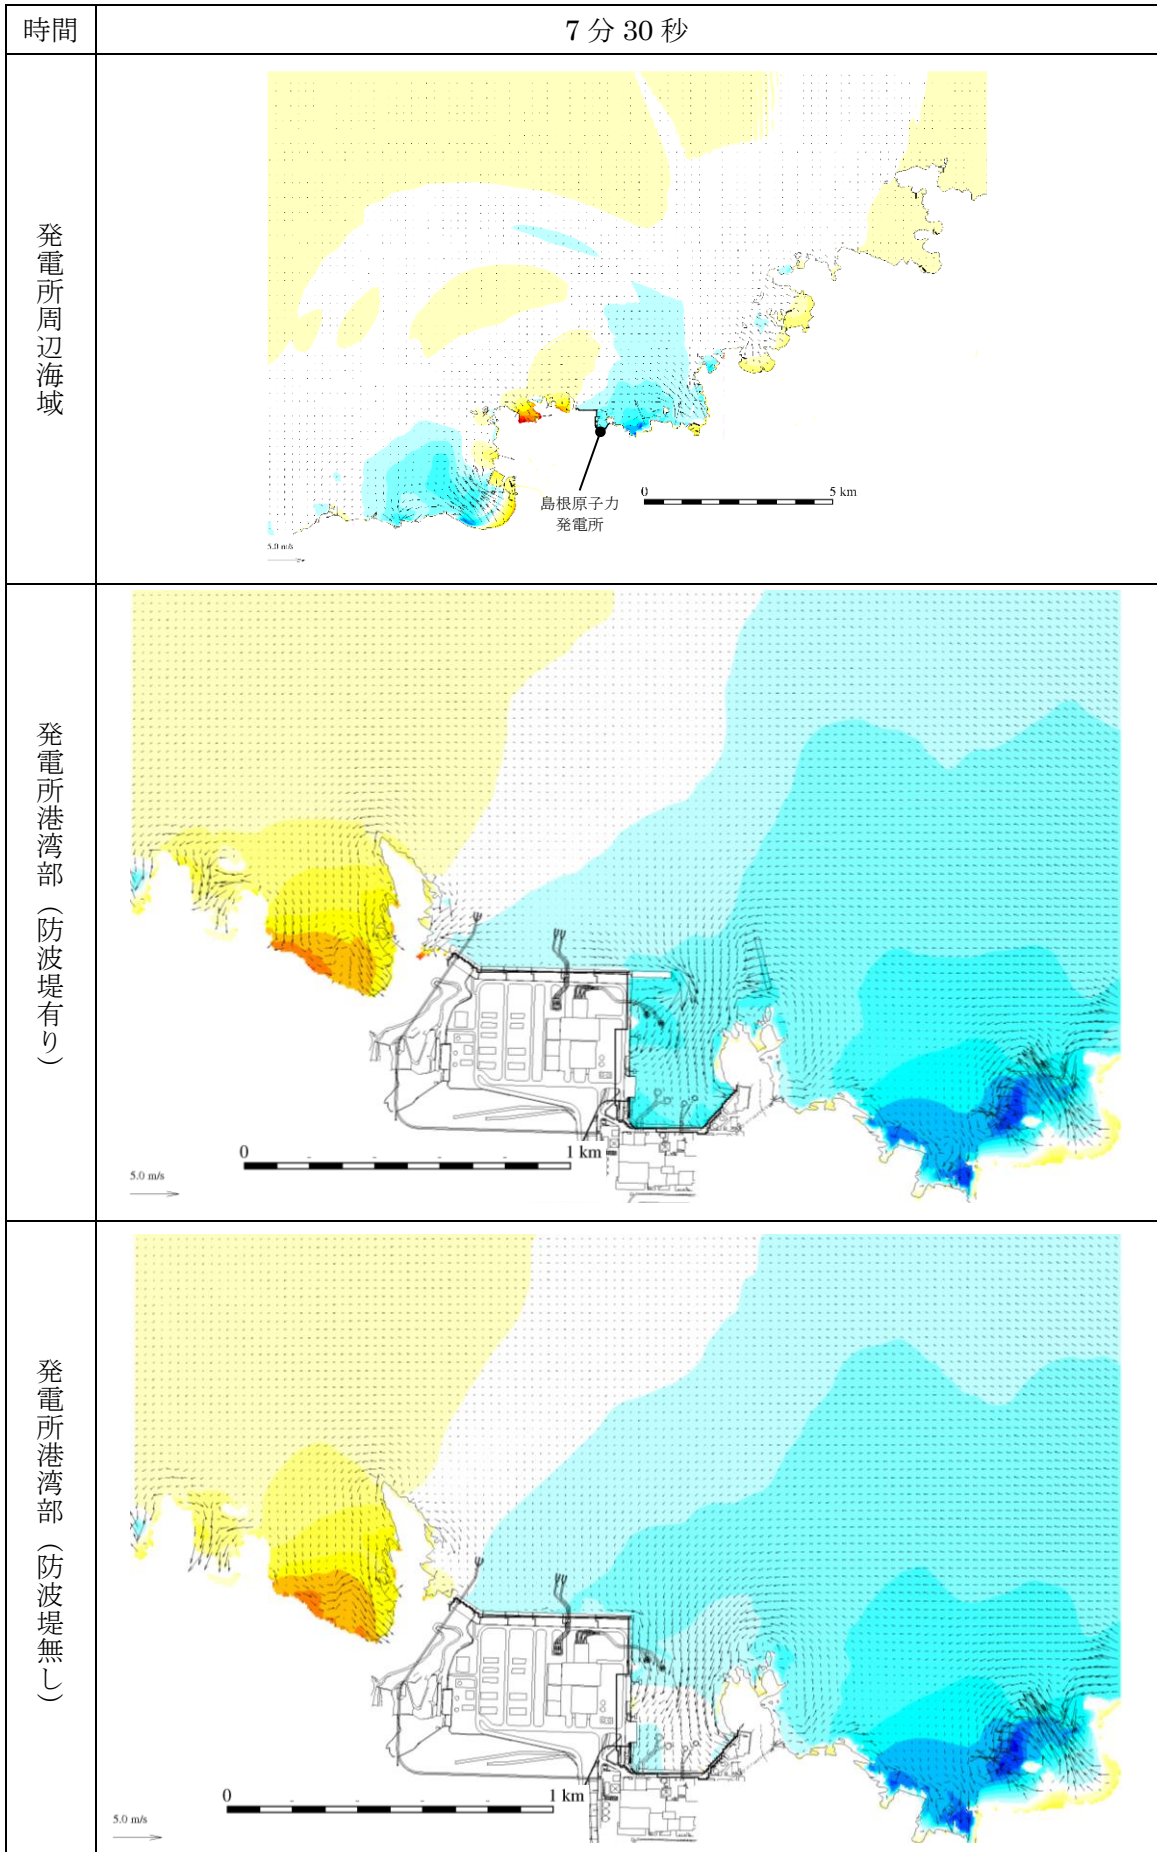 時間
7分30秒
発電所周辺海域
島根原子力
発電所
0
5 km
5.0 m/s
発電所港湾部（防波堤有り）
0
1 km
5.0 m/s
発電所港湾部（防波堤無し）
0
1 km
5.0 m/s